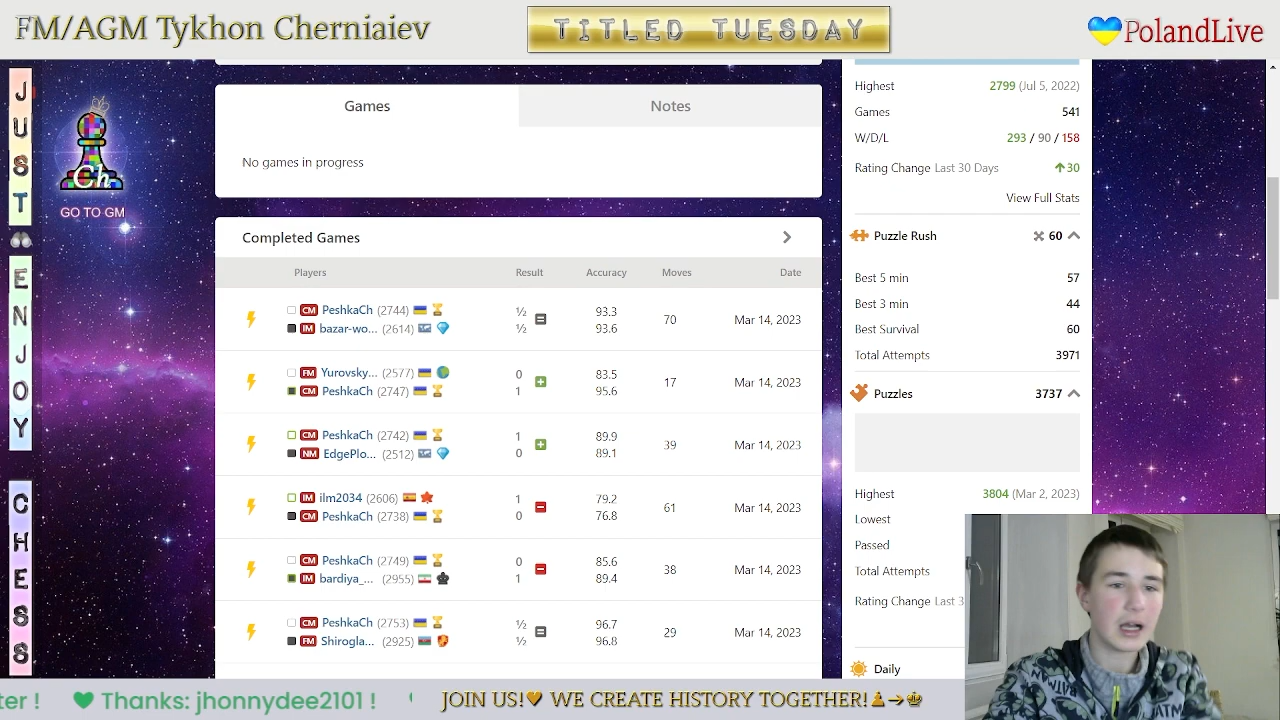 FM/AGM Tykhon Cherniaiev
TITLED TUESDAY
PolandLive
JUST ENJOY CHESS
Ch
GO TO GM
Games
Notes
No games in progress
Completed Games
Players Result Accuracy Moves Date
CM PeshkaCh (2744) ½ 93.3
IM bazar-wo... (2614) ½ 93.6
70 Mar 14, 2023
FM Yurovsky... (2577) 0 83.5
CM PeshkaCh (2747) 1 95.6
17 Mar 14, 2023
CM PeshkaCh (2742) 1 89.9
NM EdgePlo... (2512) 0 89.1
39 Mar 14, 2023
IM ilm2034 (2606) 1 79.2
CM PeshkaCh (2738) 0 76.8
61 Mar 14, 2023
CM PeshkaCh (2749) 0 85.6
IM bardiya_... (2955) 1 89.4
38 Mar 14, 2023
CM PeshkaCh (2753) ½ 96.7
FM Shirogla... (2925) ½ 96.8
29 Mar 14, 2023
Highest 2799 (Jul 5, 2022)
Games 541
W/D/L 293 / 90 / 158
Rating Change Last 30 Days 30
View Full Stats
Puzzle Rush 60
Best 5 min 57
Best 3 min 44
Best Survival 60
Total Attempts 3971
Puzzles 3737
Highest 3804 (Mar 2, 2023)
Lowest
Passed
Total Attempts
Rating Change Last 3
Daily
BATMAN
ter ! Thanks: jhonnydee2101 !
JOIN US! WE CREATE HISTORY TOGETHER!